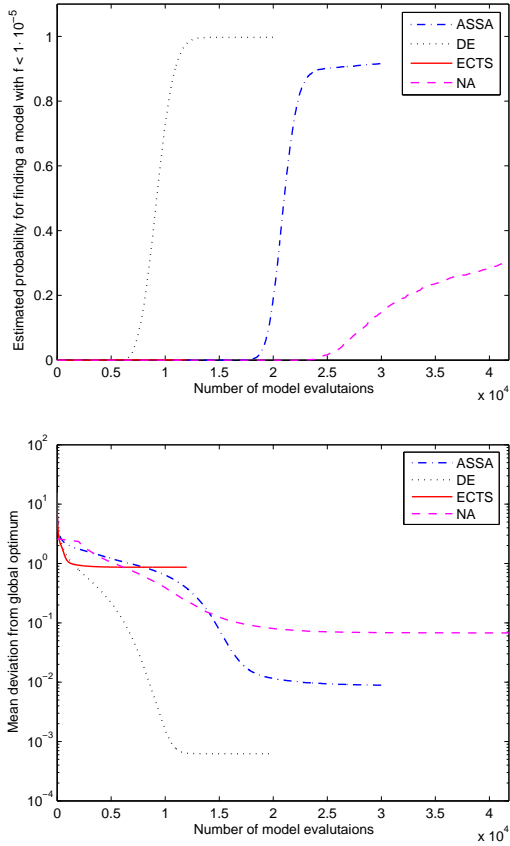 Estimated probability for finding a model with f < 1· 10⁻⁵
1
0.8
0.6
0.4
0.2
0
ASSA
DE
ECTS
NA
0 0.5 1 1.5 2 2.5 3 3.5 4
Number of model evalutaions
x 10⁴
Mean deviation from global optimum
10²
10¹
10⁰
10⁻¹
10⁻²
10⁻³
10⁻⁴
ASSA
DE
ECTS
NA
0 0.5 1 1.5 2 2.5 3 3.5 4
Number of model evalutaions
x 10⁴